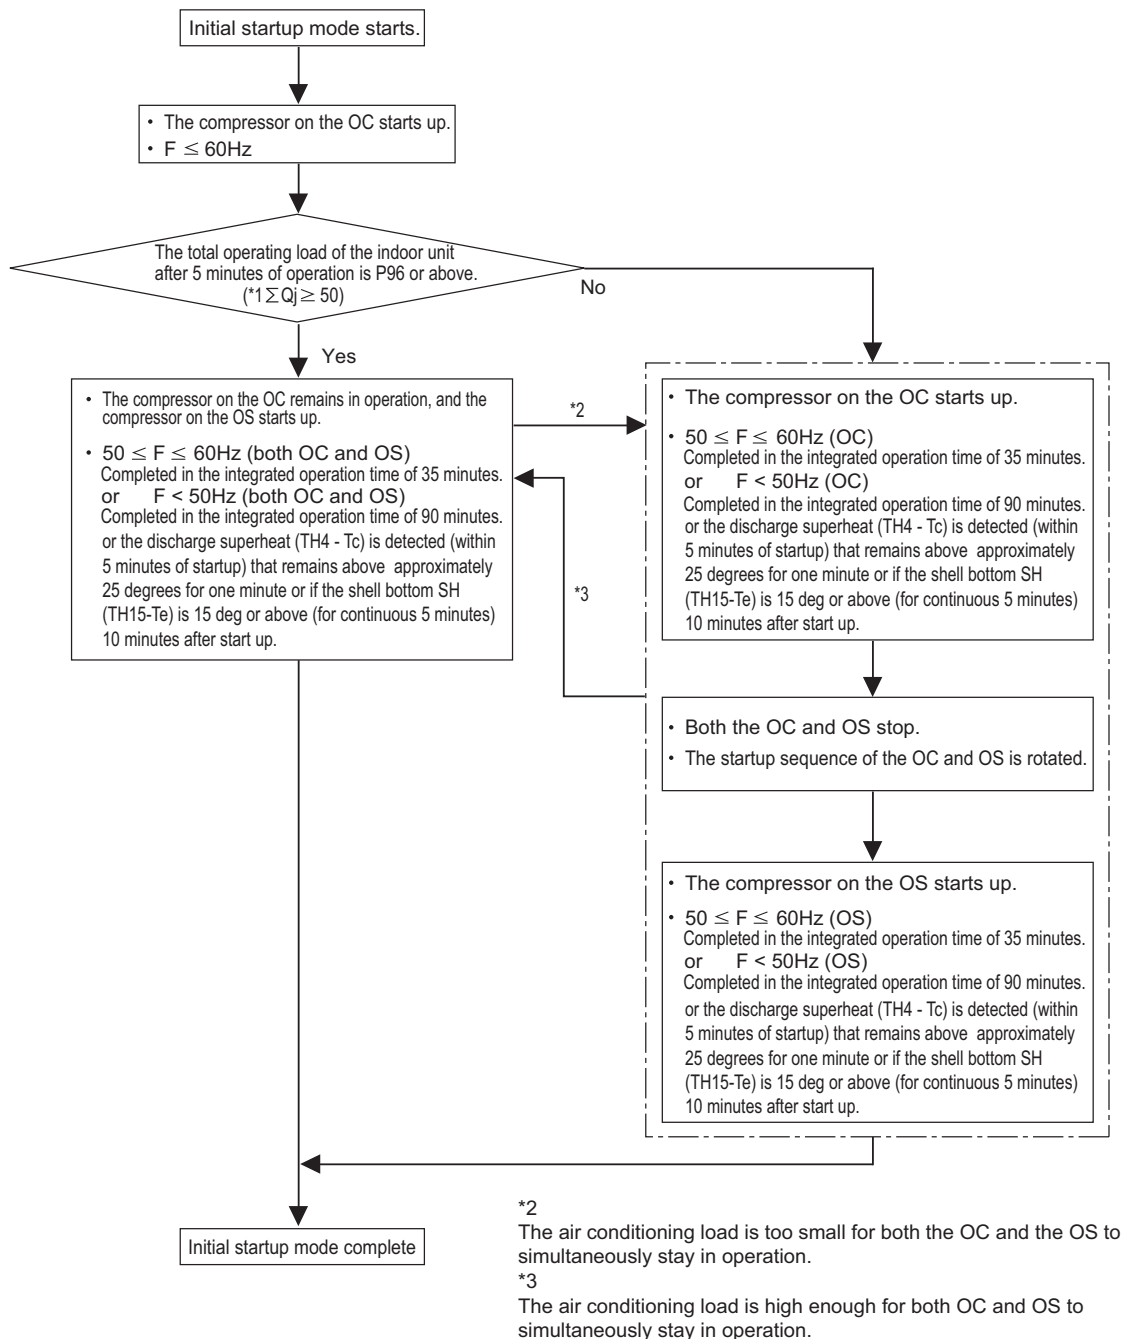 Initial startup mode starts.
• The compressor on the OC starts up.
• F ≤ 60Hz
The total operating load of the indoor unit
after 5 minutes of operation is P96 or above.
(*1∑Qj ≥ 50)
No
Yes
• The compressor on the OC remains in operation, and the
compressor on the OS starts up.
• 50 ≤ F ≤ 60Hz (both OC and OS)
Completed in the integrated operation time of 35 minutes.
or F < 50Hz (both OC and OS)
Completed in the integrated operation time of 90 minutes.
or the discharge superheat (TH4 - Tc) is detected (within
5 minutes of startup) that remains above approximately
25 degrees for one minute or if the shell bottom SH
(TH15-Te) is 15 deg or above (for continuous 5 minutes)
10 minutes after start up.
*2
*3
• The compressor on the OC starts up.
• 50 ≤ F ≤ 60Hz (OC)
Completed in the integrated operation time of 35 minutes.
or F < 50Hz (OC)
Completed in the integrated operation time of 90 minutes.
or the discharge superheat (TH4 - Tc) is detected (within
5 minutes of startup) that remains above approximately
25 degrees for one minute or if the shell bottom SH
(TH15-Te) is 15 deg or above (for continuous 5 minutes)
10 minutes after start up.
• Both the OC and OS stop.
• The startup sequence of the OC and OS is rotated.
• The compressor on the OS starts up.
• 50 ≤ F ≤ 60Hz (OS)
Completed in the integrated operation time of 35 minutes.
or F < 50Hz (OS)
Completed in the integrated operation time of 90 minutes.
or the discharge superheat (TH4 - Tc) is detected (within
5 minutes of startup) that remains above approximately
25 degrees for one minute or if the shell bottom SH
(TH15-Te) is 15 deg or above (for continuous 5 minutes)
10 minutes after start up.
Initial startup mode complete
*2
The air conditioning load is too small for both the OC and the OS to
simultaneously stay in operation.
*3
The air conditioning load is high enough for both OC and OS to
simultaneously stay in operation.